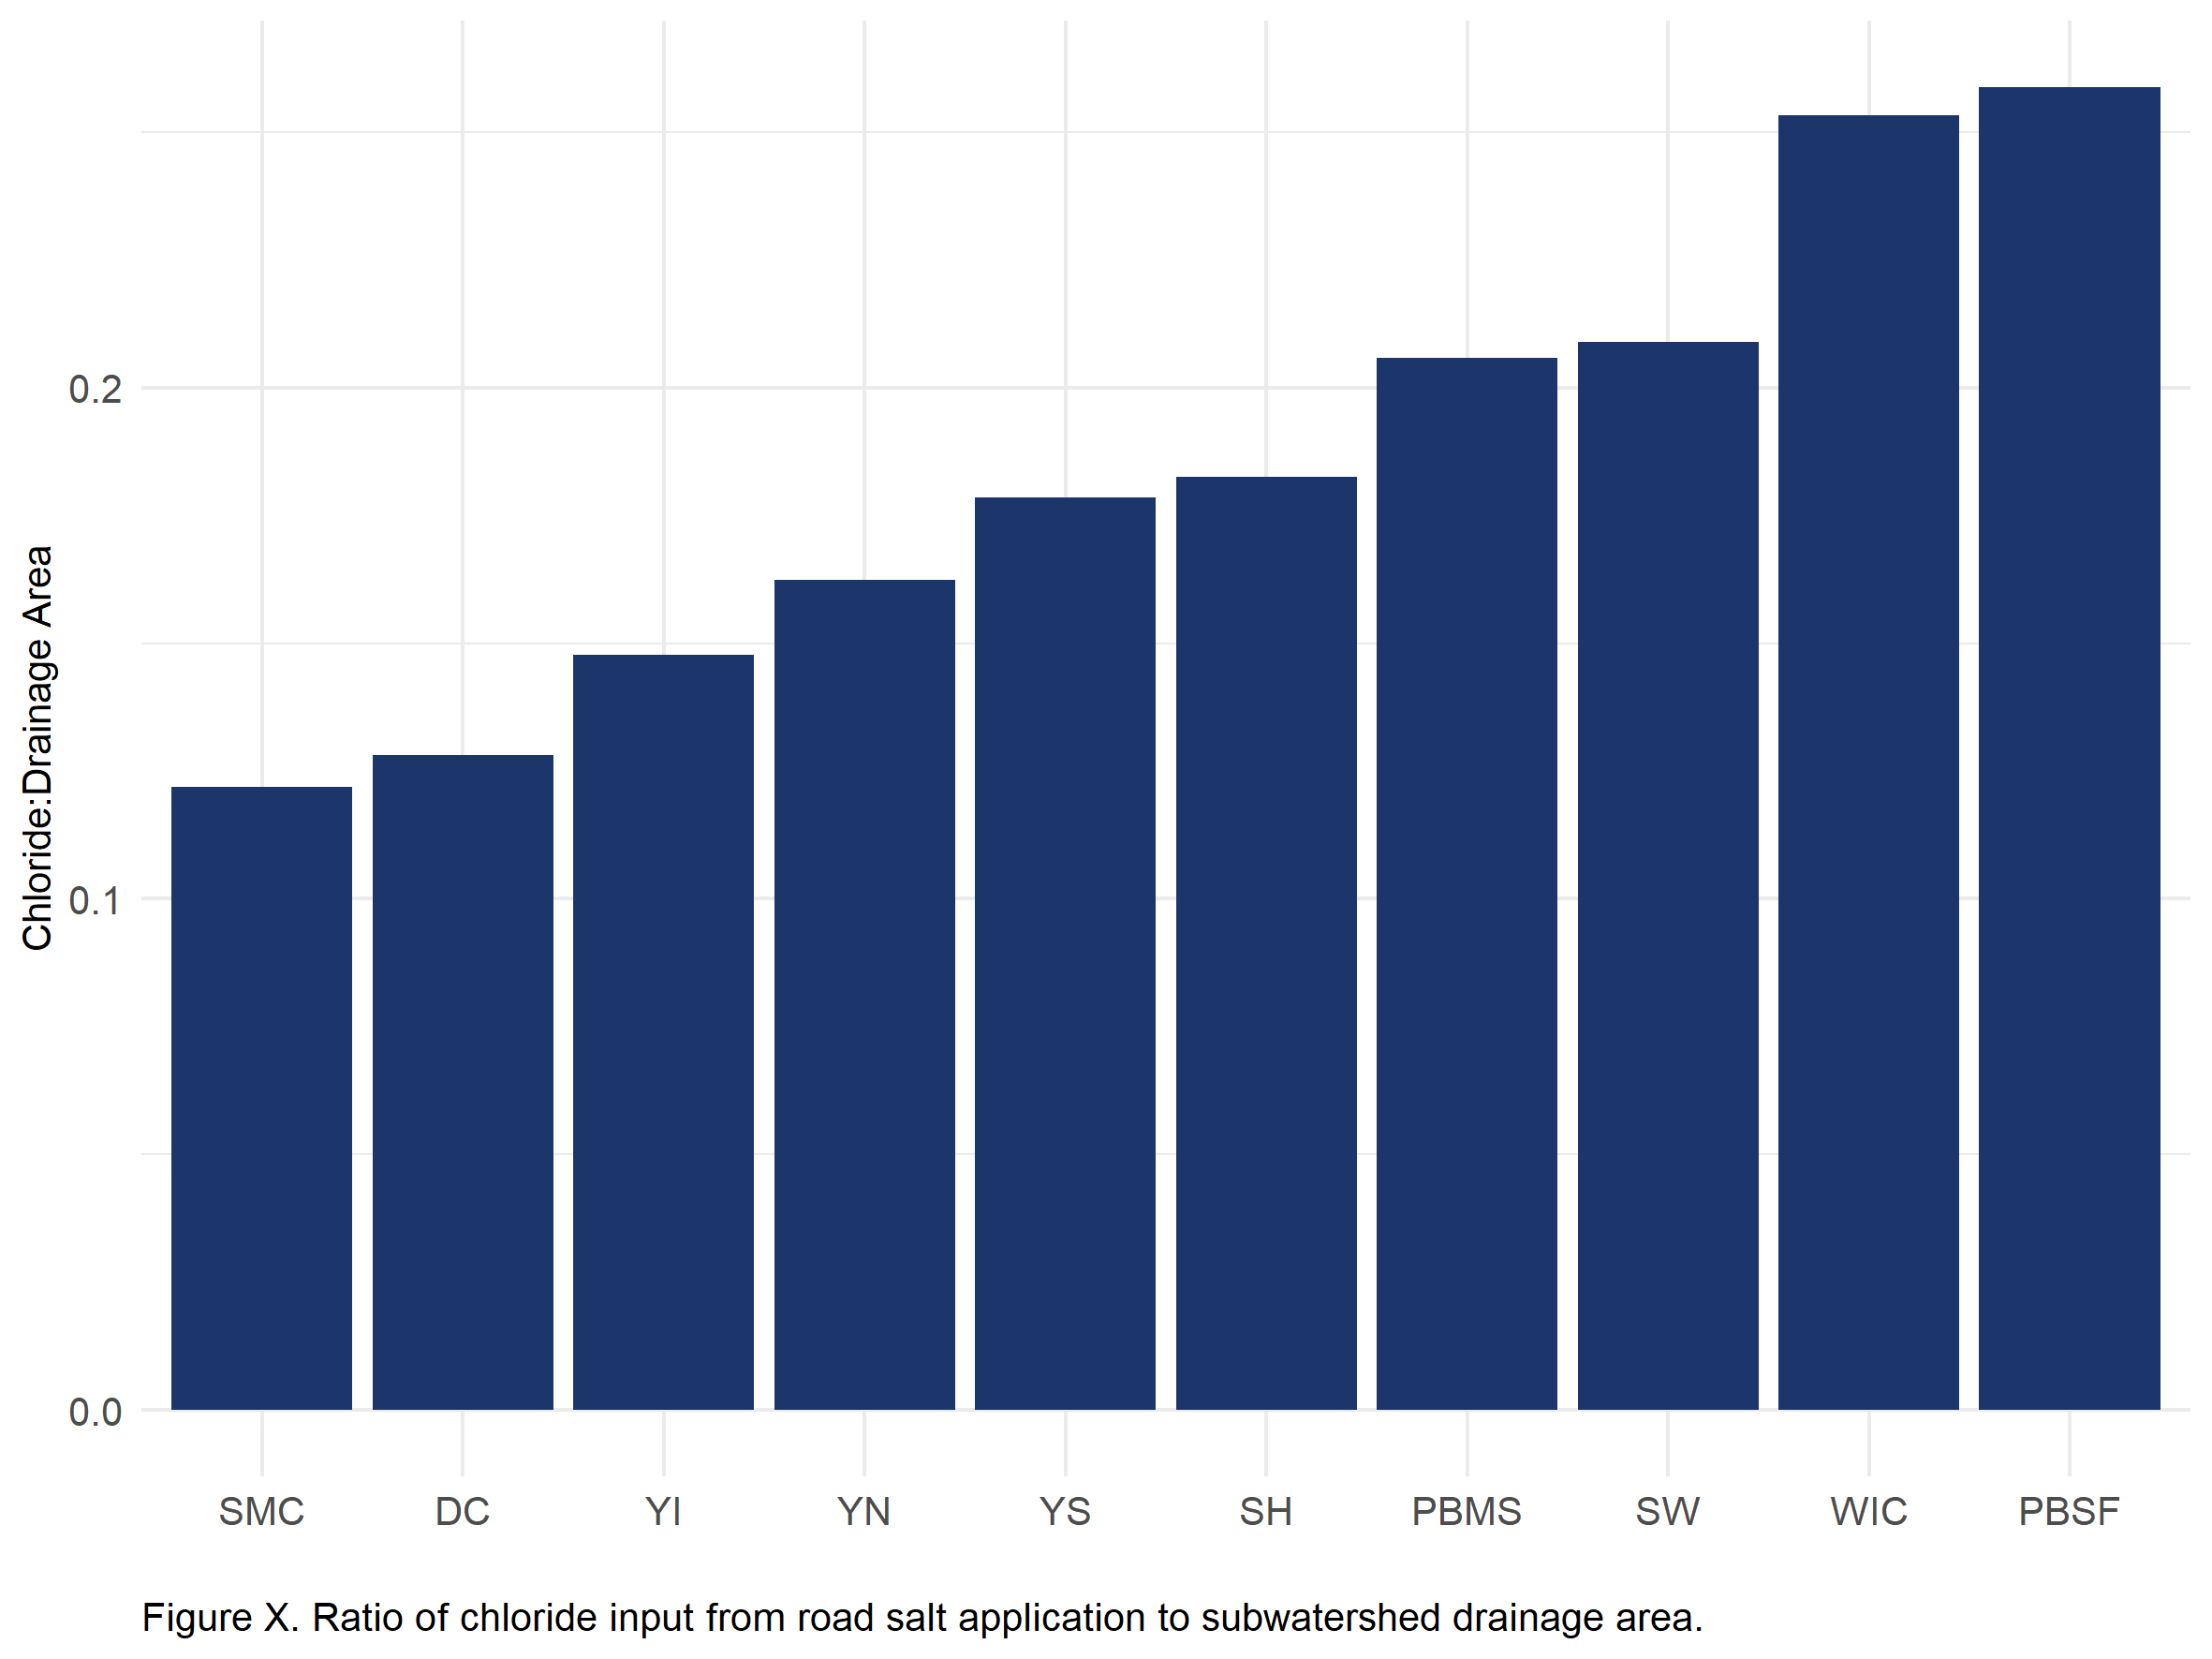 Chloride:Drainage Area
0.2
0.1
0.0
SMC DC YI YN YS SH PBMS SW WIC PBSF
Figure X. Ratio of chloride input from road salt application to subwatershed drainage area.